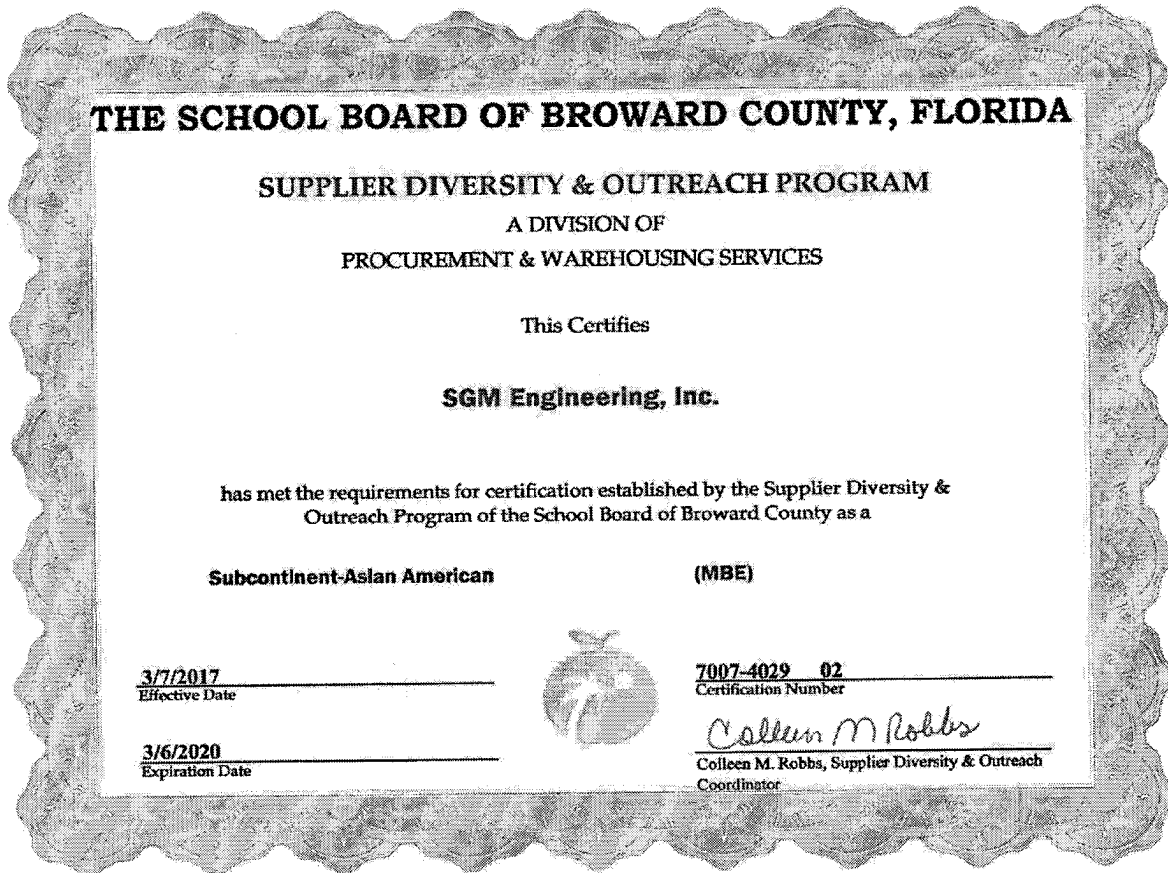 THE SCHOOL BOARD OF BROWARD COUNTY, FLORIDA
SUPPLIER DIVERSITY & OUTREACH PROGRAM
A DIVISION OF
PROCUREMENT & WAREHOUSING SERVICES
This Certifies
SGM Engineering, Inc.
has met the requirements for certification established by the Supplier Diversity &
Outreach Program of the School Board of Broward County as a
Subcontinent-Asian American (MBE)
3/7/2017
Effective Date
7007-4029 02
Certification Number
Colleen M Robbs
3/6/2020
Expiration Date
Colleen M. Robbs, Supplier Diversity & Outreach
Coordinator